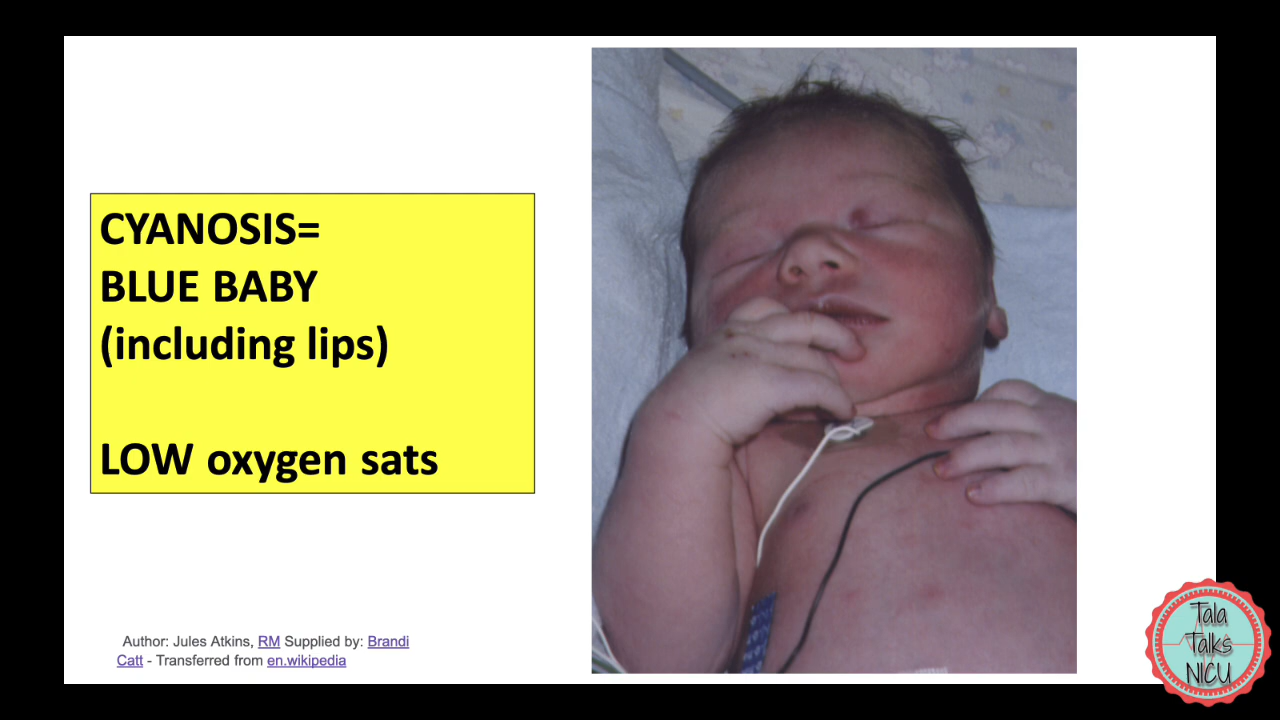 CYANOSIS=
BLUE BABY
(including lips)
LOW oxygen sats
Author: Jules Atkins, RM Supplied by: Brandi
Catt - Transferred from en.wikipedia
Tala
Talks
NICU